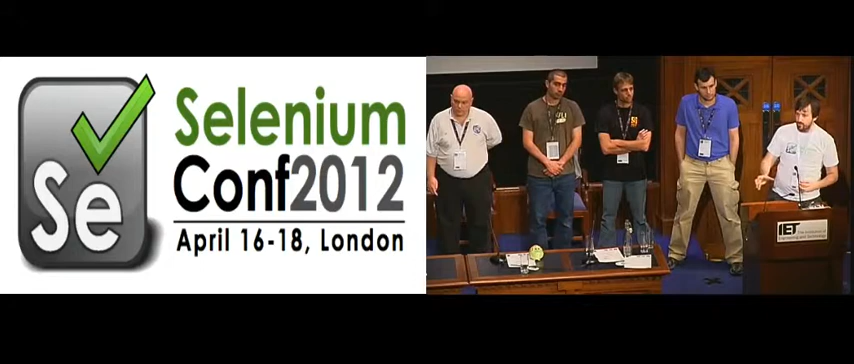 Se
Selenium
Conf2012
April 16-18, London
IET